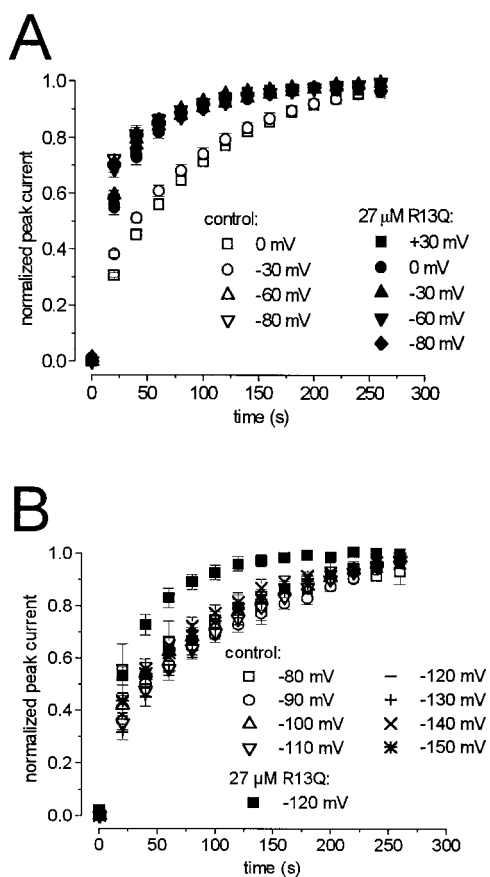 A
normalized peak current
1.0
0.8
0.6
0.4
0.2
0.0
control:
0 mV
-30 mV
-60 mV
-80 mV
27 µM R13Q:
+30 mV
0 mV
-30 mV
-60 mV
-80 mV
0 50 100 150 200 250 300
time (s)
B
normalized peak current
1.0
0.8
0.6
0.4
0.2
0.0
control:
-80 mV
-90 mV
-100 mV
-110 mV
-120 mV
-130 mV
-140 mV
-150 mV
27 µM R13Q:
-120 mV
0 50 100 150 200 250 300
time (s)